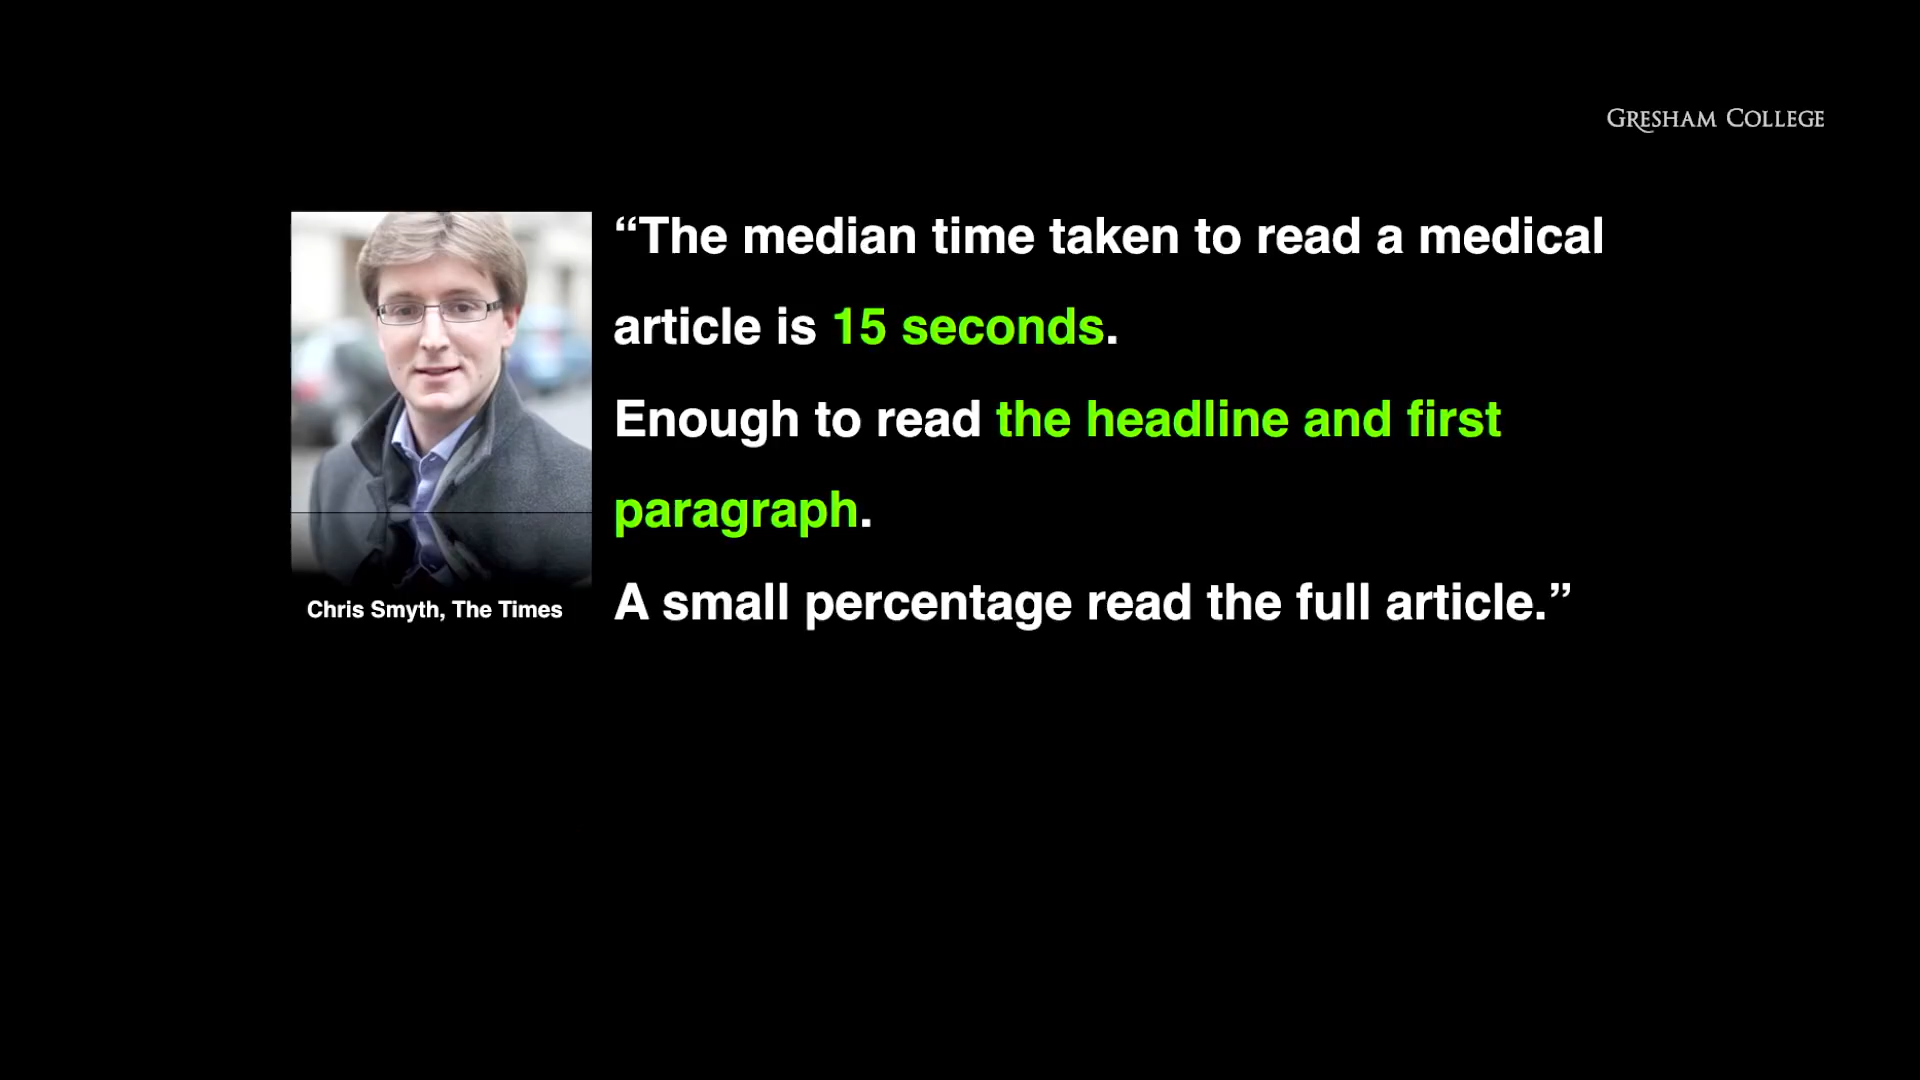 GRESHAM COLLEGE
“The median time taken to read a medical
article is 15 seconds.
Enough to read the headline and first
paragraph.
A small percentage read the full article.”
Chris Smyth, The Times